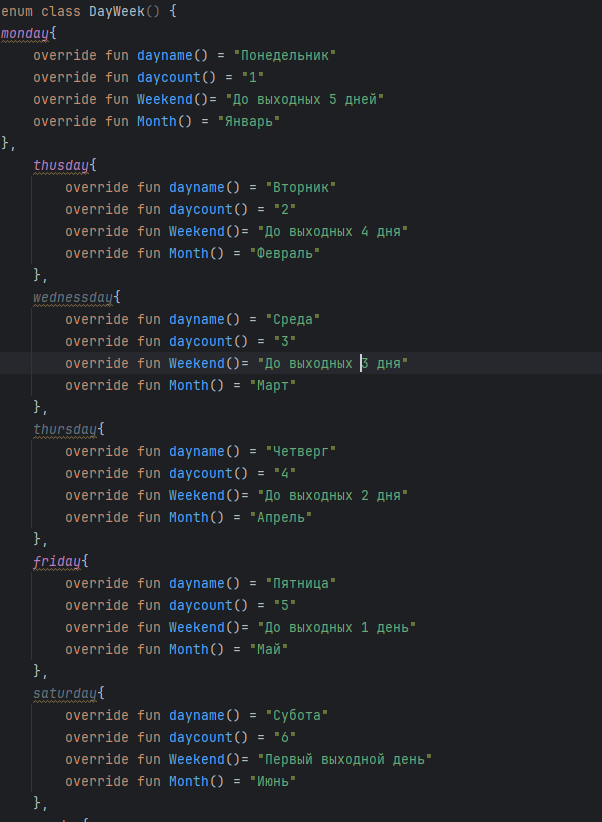 enum class DayWeek() {
monday{
override fun dayname() = "Понедельник"
override fun daycount() = "1"
override fun Weekend()= "До выходных 5 дней"
override fun Month() = "Январь"
},
thusday{
override fun dayname() = "Вторник"
override fun daycount() = "2"
override fun Weekend()= "До выходных 4 дня"
override fun Month() = "Февраль"
},
wednessday{
override fun dayname() = "Среда"
override fun daycount() = "3"
override fun Weekend()= "До выходных 3 дня"
override fun Month() = "Март"
},
thursday{
override fun dayname() = "Четверг"
override fun daycount() = "4"
override fun Weekend()= "До выходных 2 дня"
override fun Month() = "Апрель"
},
friday{
override fun dayname() = "Пятница"
override fun daycount() = "5"
override fun Weekend()= "До выходных 1 день"
override fun Month() = "Май"
},
saturday{
override fun dayname() = "Субота"
override fun daycount() = "6"
override fun Weekend()= "Первый выходной день"
override fun Month() = "Июнь"
},